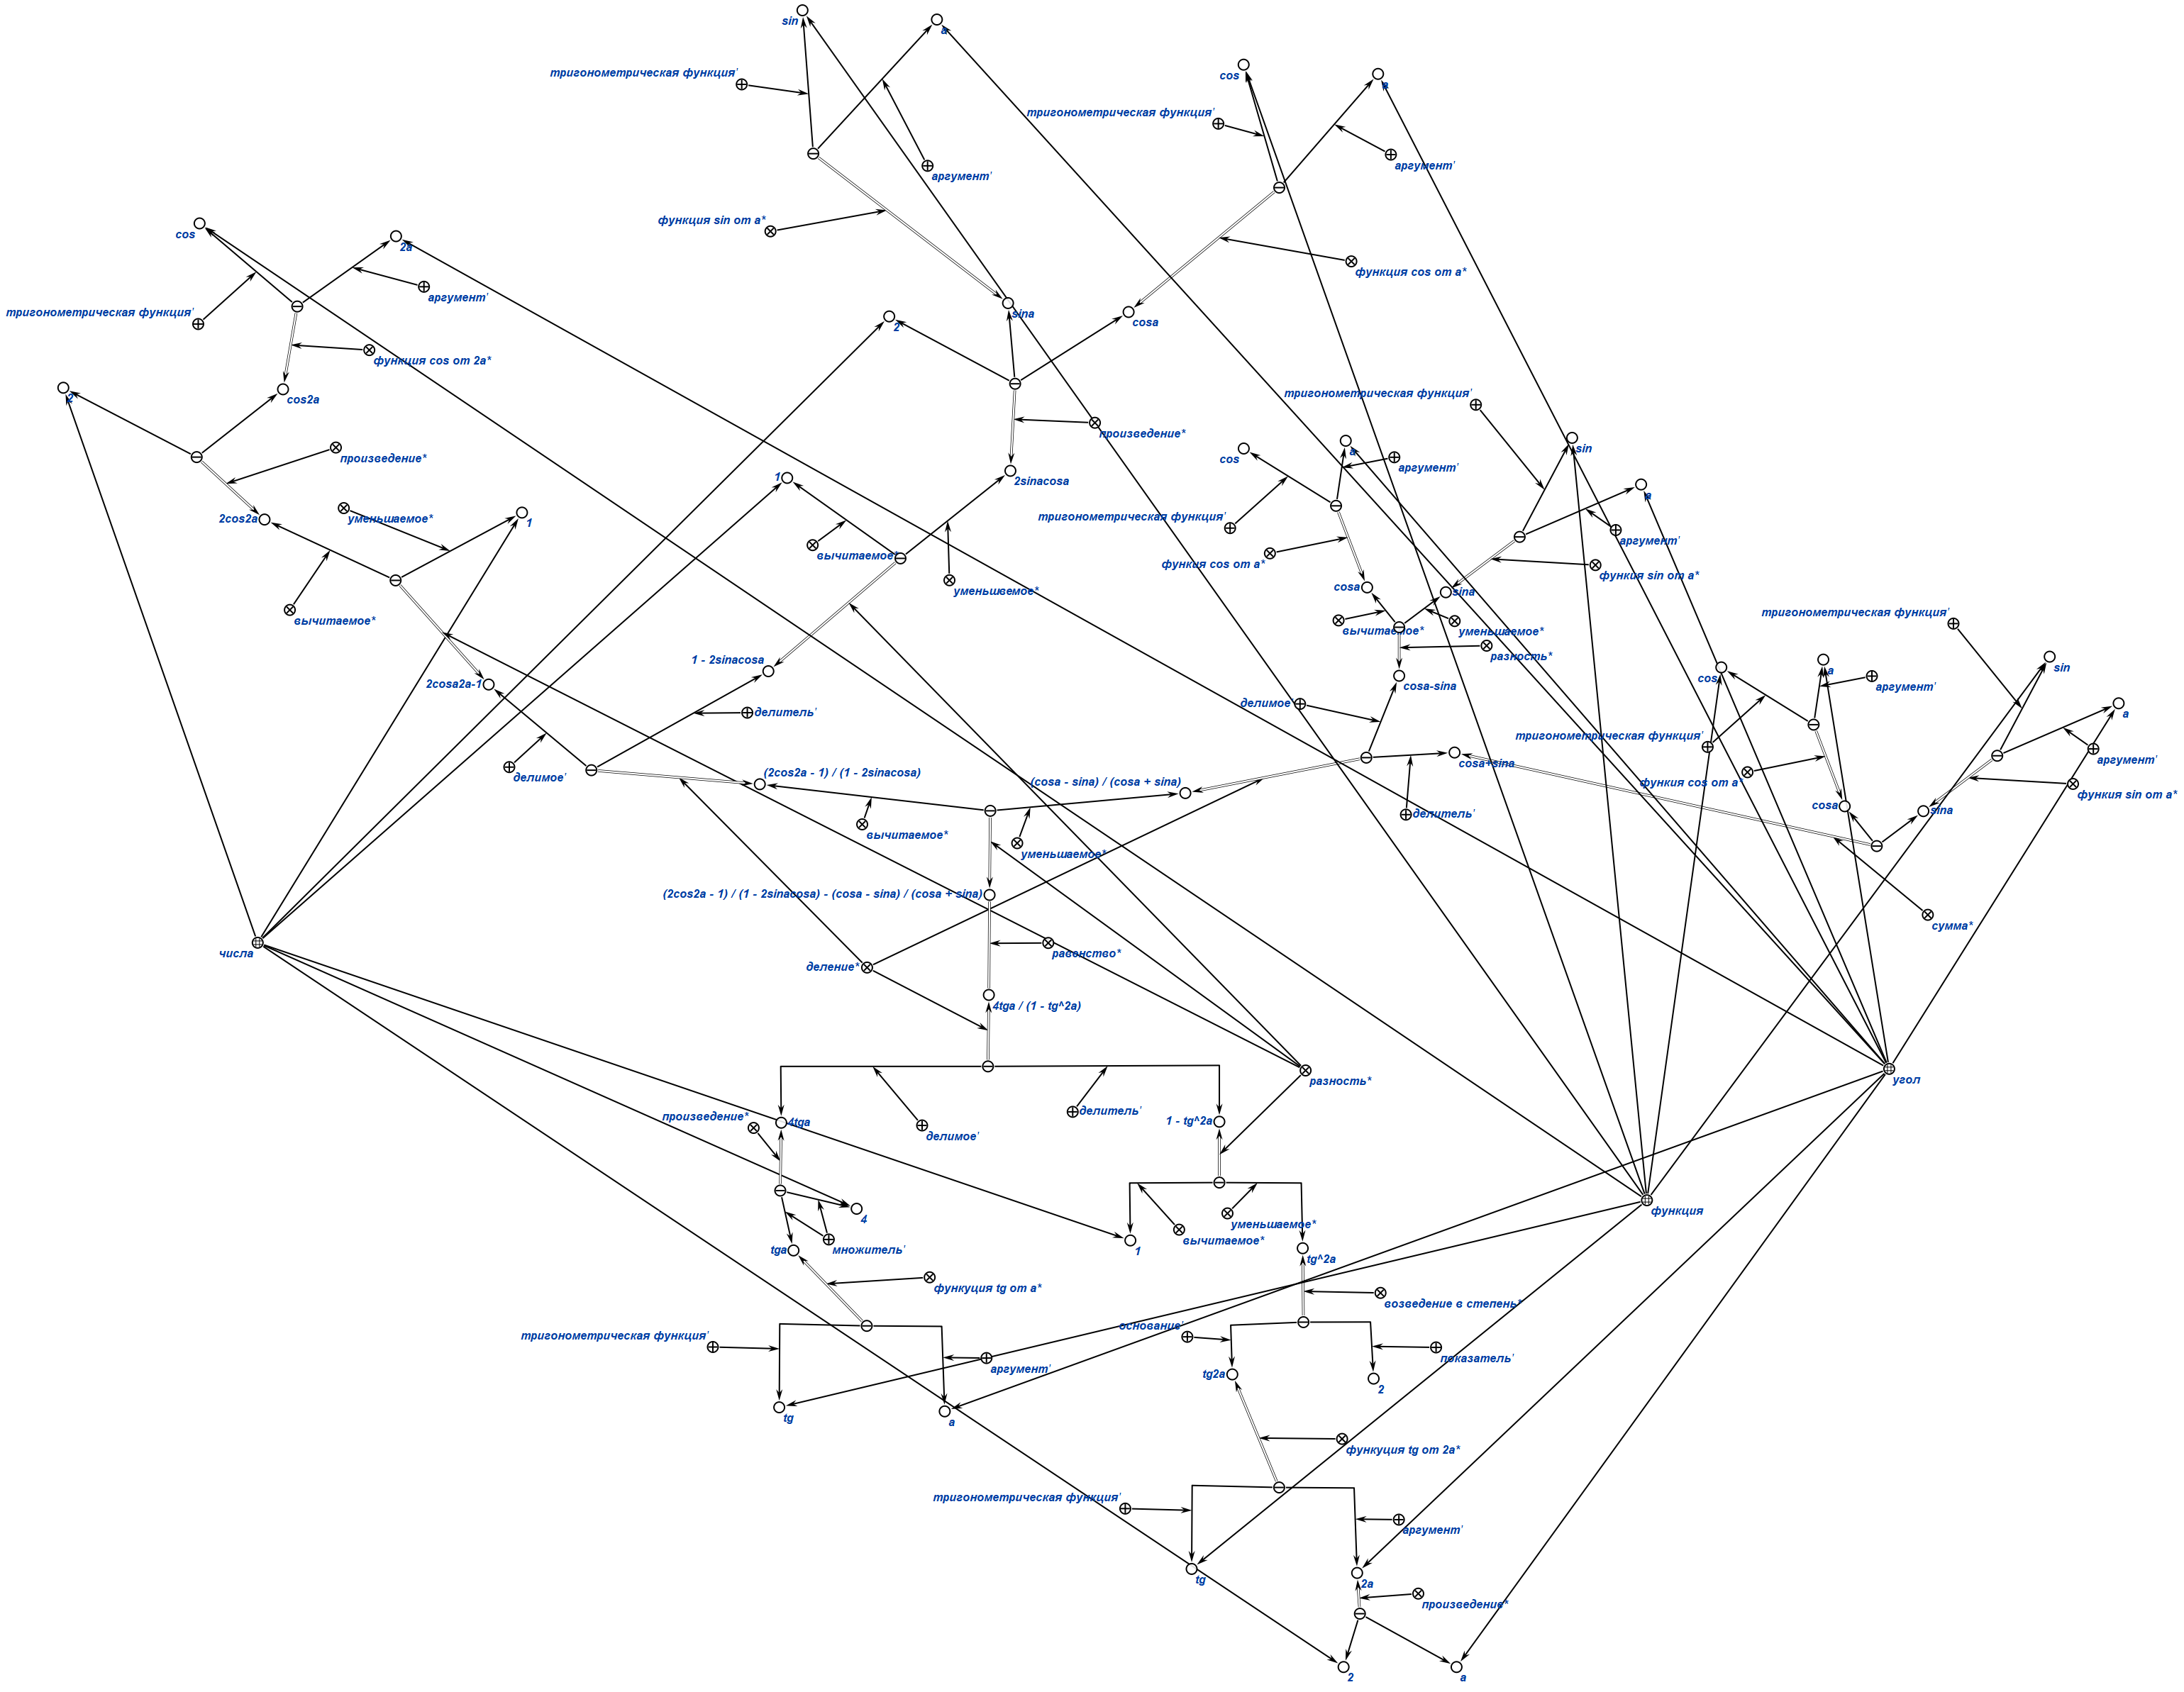 sin
a
тригонометрическая функция'
cos
a
тригонометрическая функция'
аргумент'
аргумент'
функция sin от a*
cos
2a
функция cos от a*
аргумент'
тригонометрическая функция'
sina
cosa
2
функция cos от 2a*
2
cos2a
тригонометрическая функция'
произведение*
sin
cos
a
произведение*
аргумент'
1
2sinacosa
a
2cos2a
уменьшаемое*
1
тригонометрическая функция'
аргумент'
вычитаемое*
функция cos от a*
функия sin от a*
уменьшвемое*
cosa
sina
тригонометрическая функция'
вычитаемое*
вычитаемое*
уменьшаемое*
разность*
1 - 2sinacosa
2cosa2a-1
cosa-sina
cos
a
sin
аргумент'
делимое
делитель'
a
тригонометрическая функция'
делимое'
(2cos2a - 1) / (1 - 2sinacosa)
(cosa - sina) / (cosa + sina)
cosa+sina
аргумент'
функия cos от a*
функия sin от a*
cosa
sina
делитель'
вычитаемое*
уменьшаемое*
(2cos2a - 1) / (1 - 2sinacosa) - (cosa - sina) / (cosa + sina)
сумма*
числа
равенство*
деление*
4tga / (1 - tg^2a)
разность*
угол
произведение*
4tga
делитель'
делимое'
1 - tg^2a
функция
4
уменьшаемое*
tga
множитель'
1
вычитаемое*
tg^2a
функуция tg от a*
возведение в степень*
основание'
тригонометрическая функция'
аргумент'
показатель'
tg2a
2
tg
a
функуция tg от 2a*
тригонометрическая функция'
аргумент'
tg
2a
произведение*
2
a